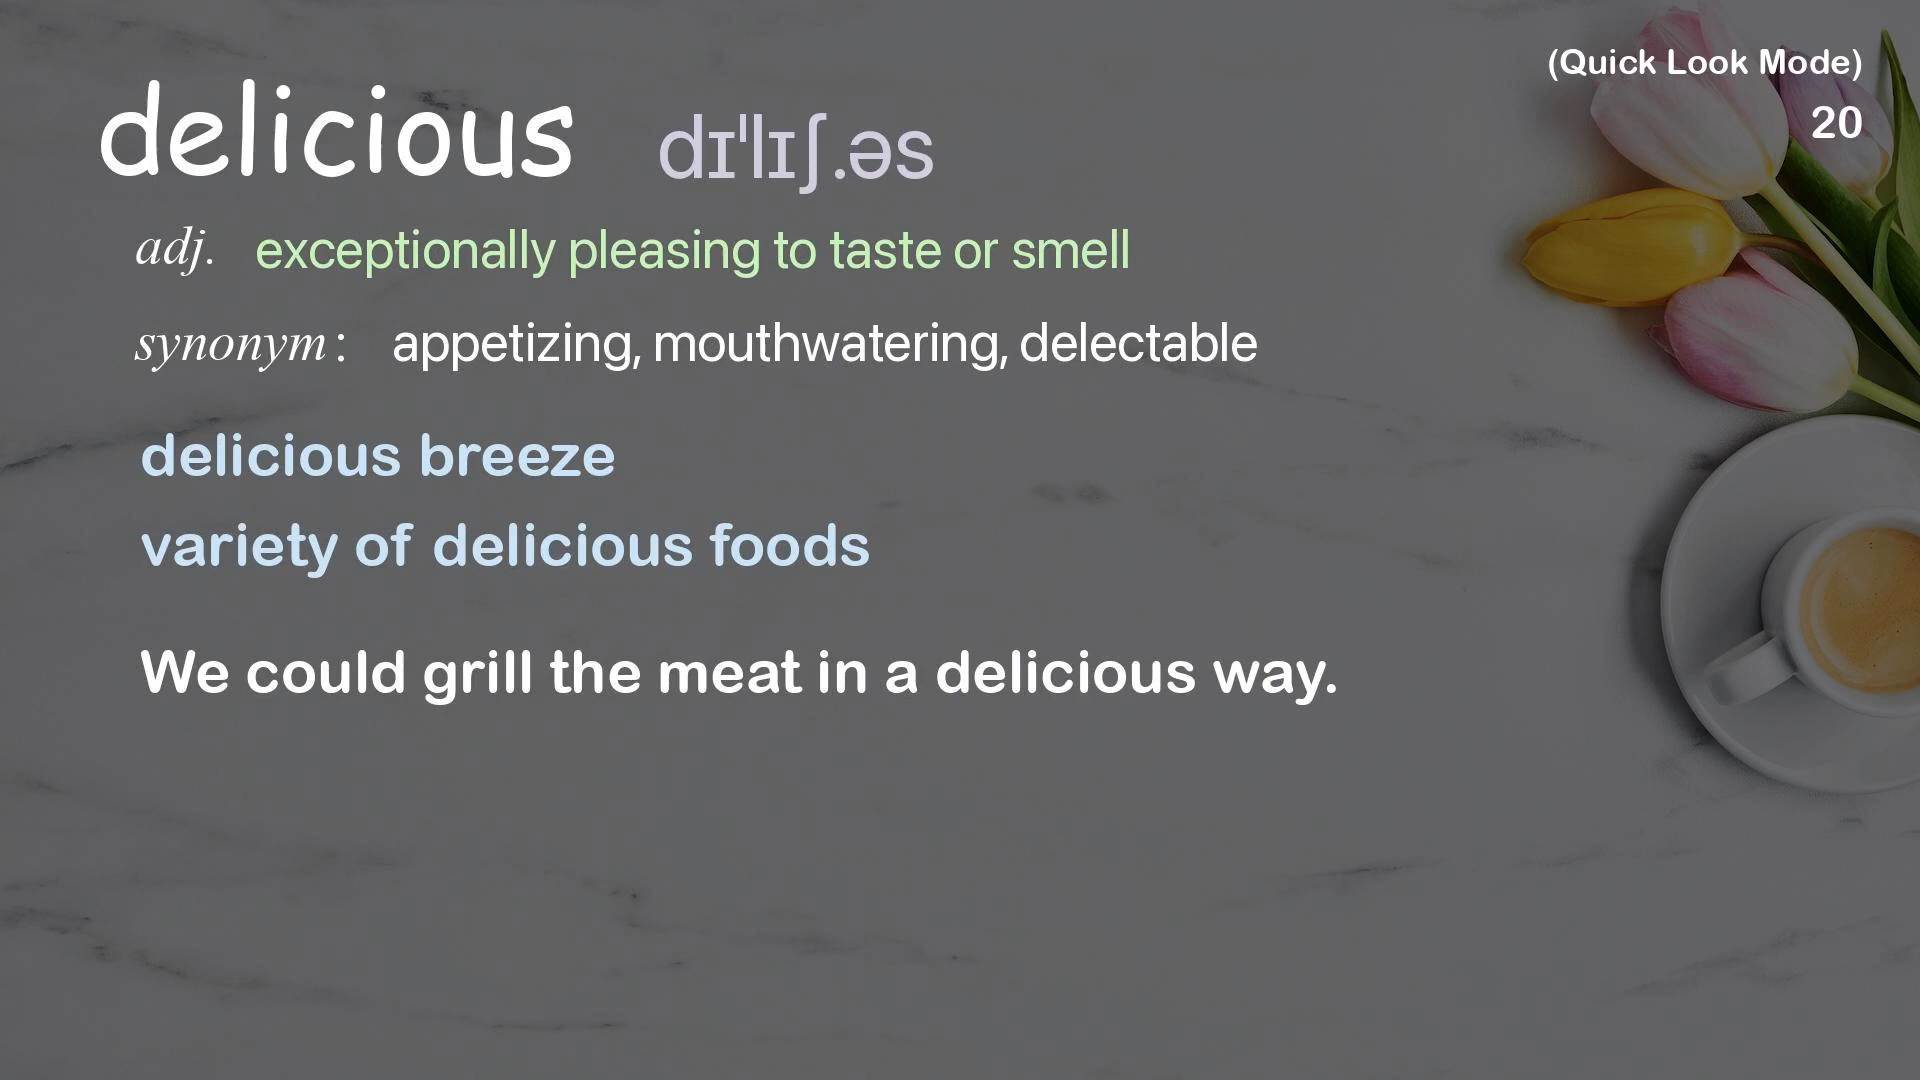 (Quick Look Mode)
20
delicious dɪˈlɪʃ.əs
adj. exceptionally pleasing to taste or smell
synonym : appetizing, mouthwatering, delectable
delicious breeze
variety of delicious foods
We could grill the meat in a delicious way.